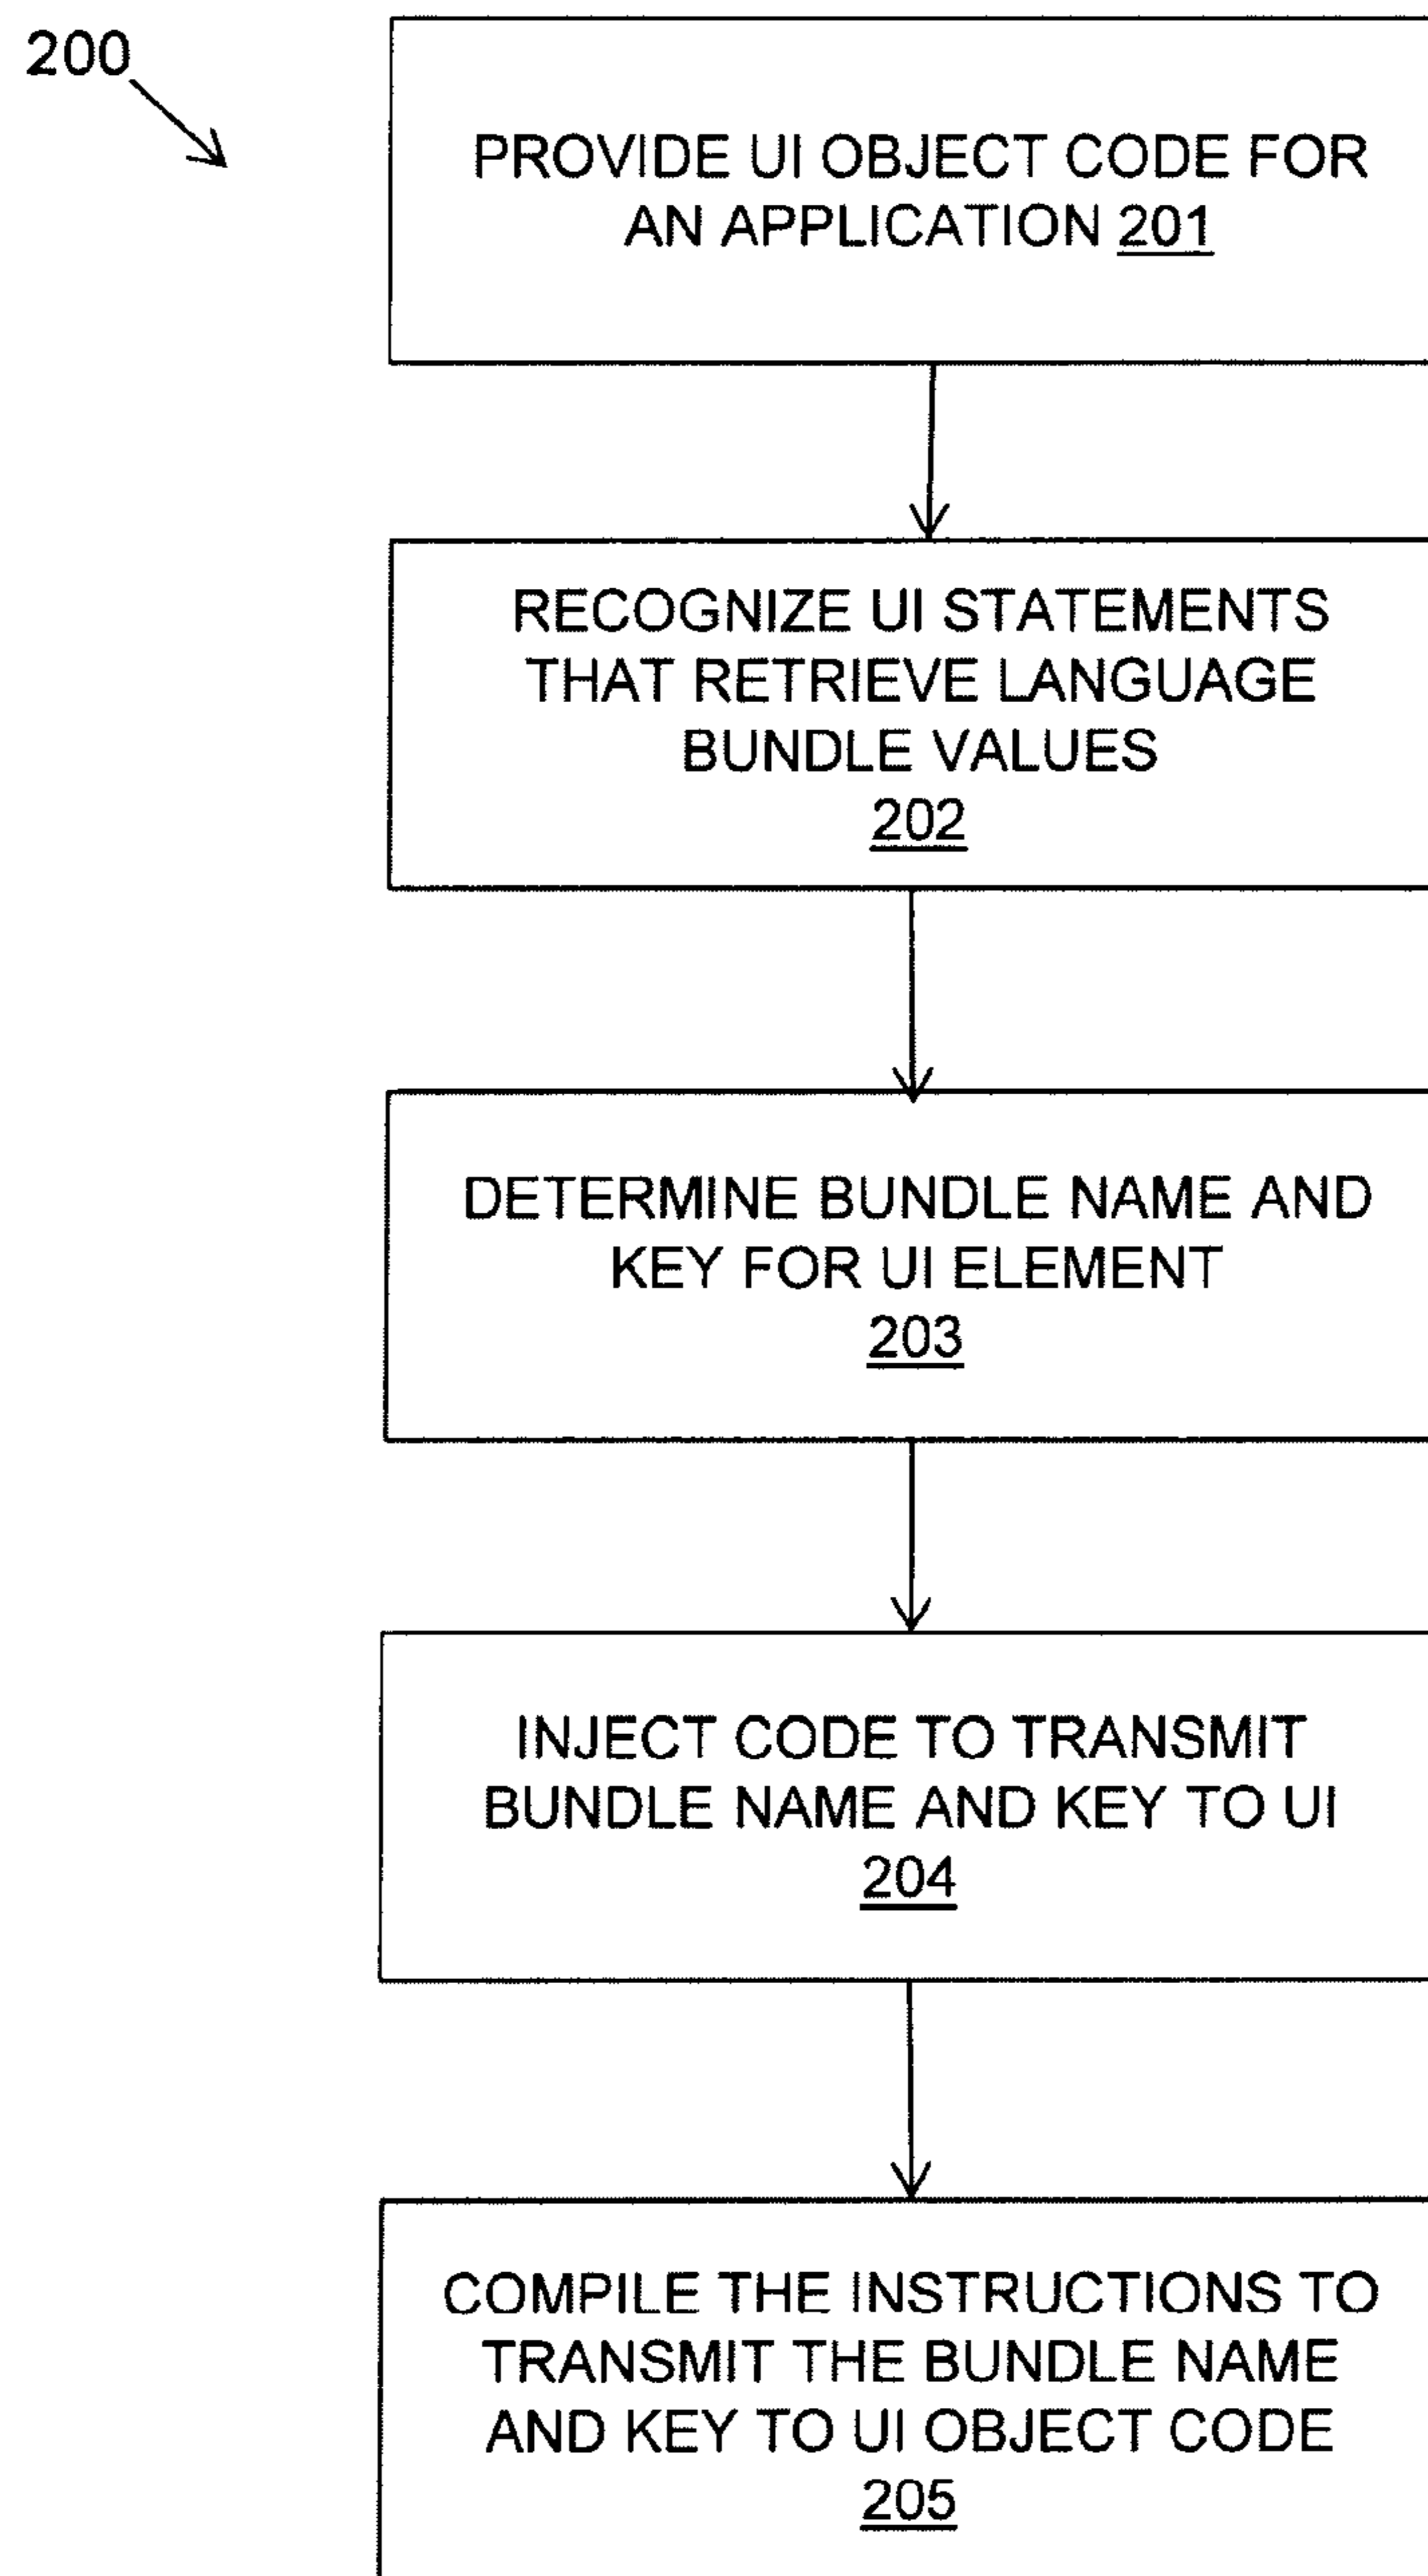 200
PROVIDE UI OBJECT CODE FOR
AN APPLICATION 201
RECOGNIZE UI STATEMENTS
THAT RETRIEVE LANGUAGE
BUNDLE VALUES
202
DETERMINE BUNDLE NAME AND
KEY FOR UI ELEMENT
203
INJECT CODE TO TRANSMIT
BUNDLE NAME AND KEY TO UI
204
COMPILE THE INSTRUCTIONS TO
TRANSMIT THE BUNDLE NAME
AND KEY TO UI OBJECT CODE
205